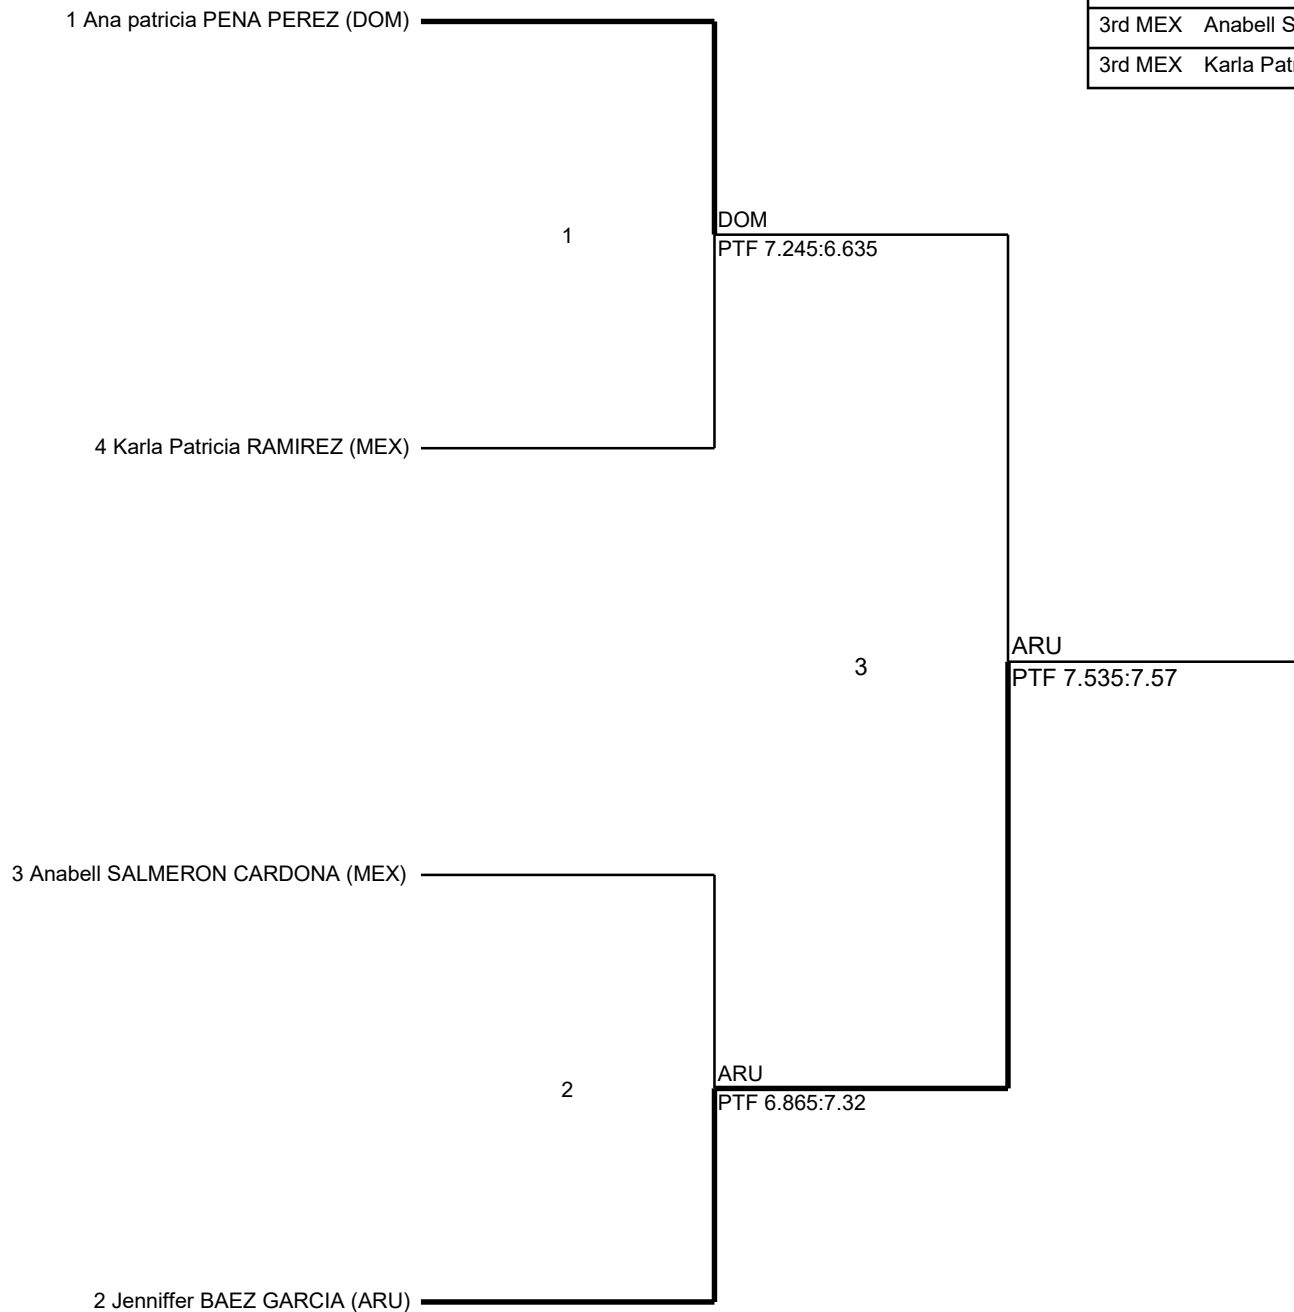 1 Ana patricia PENA PEREZ (DOM)
3rd MEX Anabell S
3rd MEX Karla Pat
DOM
1
PTF 7.245:6.635
4 Karla Patricia RAMIREZ (MEX)
ARU
3
PTF 7.535:7.57
3 Anabell SALMERON CARDONA (MEX)
ARU
2
PTF 6.865:7.32
2 Jenniffer BAEZ GARCIA (ARU)